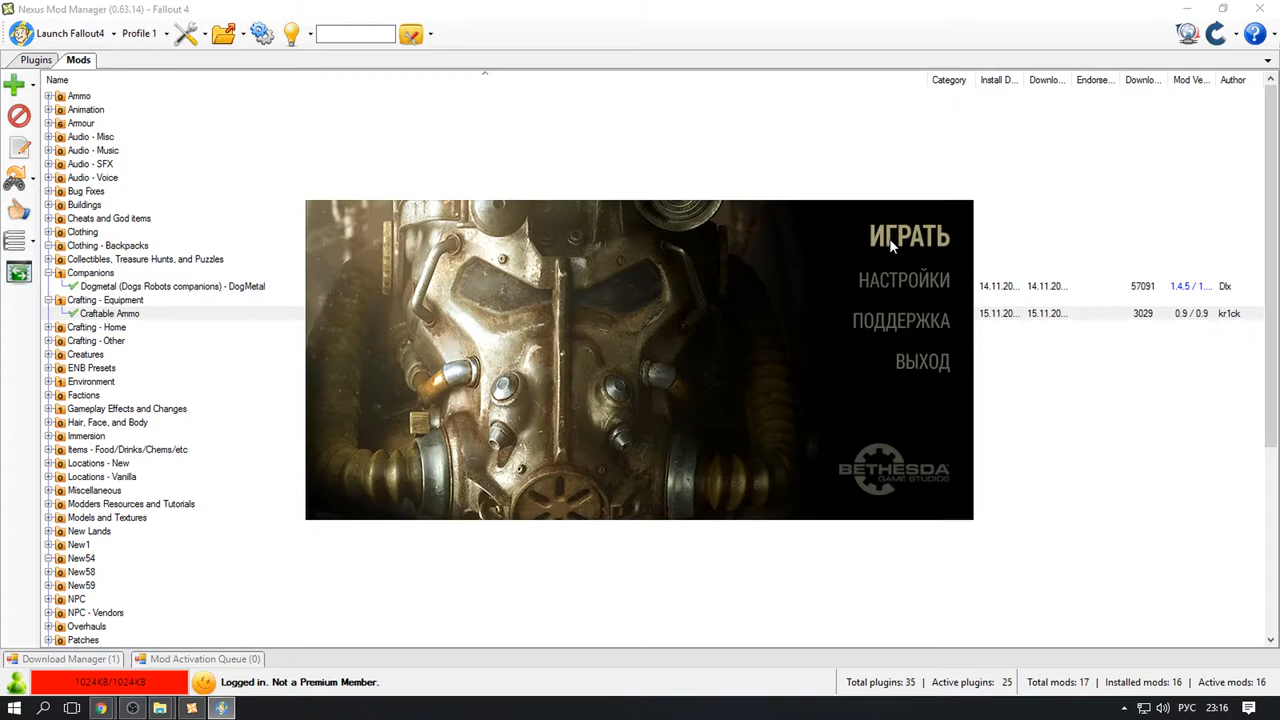 Nexus Mod Manager (0.63.14) - Fallout 4
Launch Fallout4 Profile 1
Plugins Mods
Name Category Install D... Downlo... Endorse... Downlo... Mod Ve... Author
Ammo
Animation
Armour
Audio - Misc
Audio - Music
Audio - SFX
Audio - Voice
Bug Fixes
Buildings
Cheats and God items
Clothing
Clothing - Backpacks
Collectibles, Treasure Hunts, and Puzzles
Companions
Dogmetal (Dogs Robots companions) - DogMetal 14.11.20... 14.11.20... 57091 1.4.5 / 1.... Dlx
Crafting - Equipment
Craftable Ammo 15.11.20... 15.11.20... 3029 0.9 / 0.9 kr1ck
Crafting - Home
Crafting - Other
Creatures
ENB Presets
Environment
Factions
Gameplay Effects and Changes
Hair, Face, and Body
Immersion
Items - Food/Drinks/Chems/etc
Locations - New
Locations - Vanilla
Miscellaneous
Modders Resources and Tutorials
Models and Textures
New Lands
New1
New54
New58
New59
NPC
NPC - Vendors
Overhauls
Patches
ИГРАТЬ
НАСТРОЙКИ
ПОДДЕРЖКА
ВЫХОД
BETHESDA
GAME STUDIOS
Download Manager (1) Mod Activation Queue (0)
1024KB/1024KB Logged in. Not a Premium Member. Total plugins: 35 Active plugins: 25 Total mods: 17 Installed mods: 16 Active mods: 16
РУС 23:16